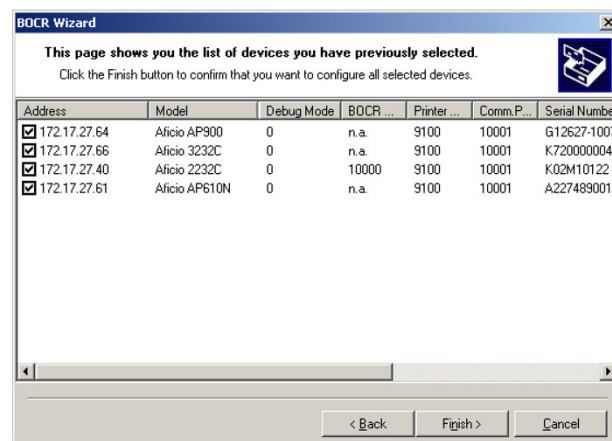 BOCR Wizard
This page shows you the list of devices you have previously selected.
Click the Finish button to confirm that you want to configure all selected devices.
Address Model Debug Mode BOCR ... Printer ... Comm.P... Serial Numbe
172.17.27.64 Aficio AP900 0 n.a. 9100 10001 G12627-100
172.17.27.66 Aficio 3232C 0 n.a. 9100 10001 K720000004
172.17.27.40 Aficio 2232C 0 10000 9100 10001 K02M10122
172.17.27.61 Aficio AP610N 0 n.a. 9100 10001 A227489001
< Back Finish > Cancel